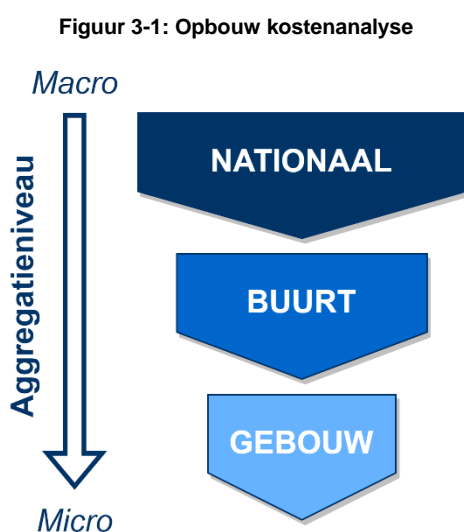 Figuur 3-1: Opbouw kostenanalyse
Macro
Aggregatieniveau
NATIONAAL
BUURT
GEBOUW
Micro